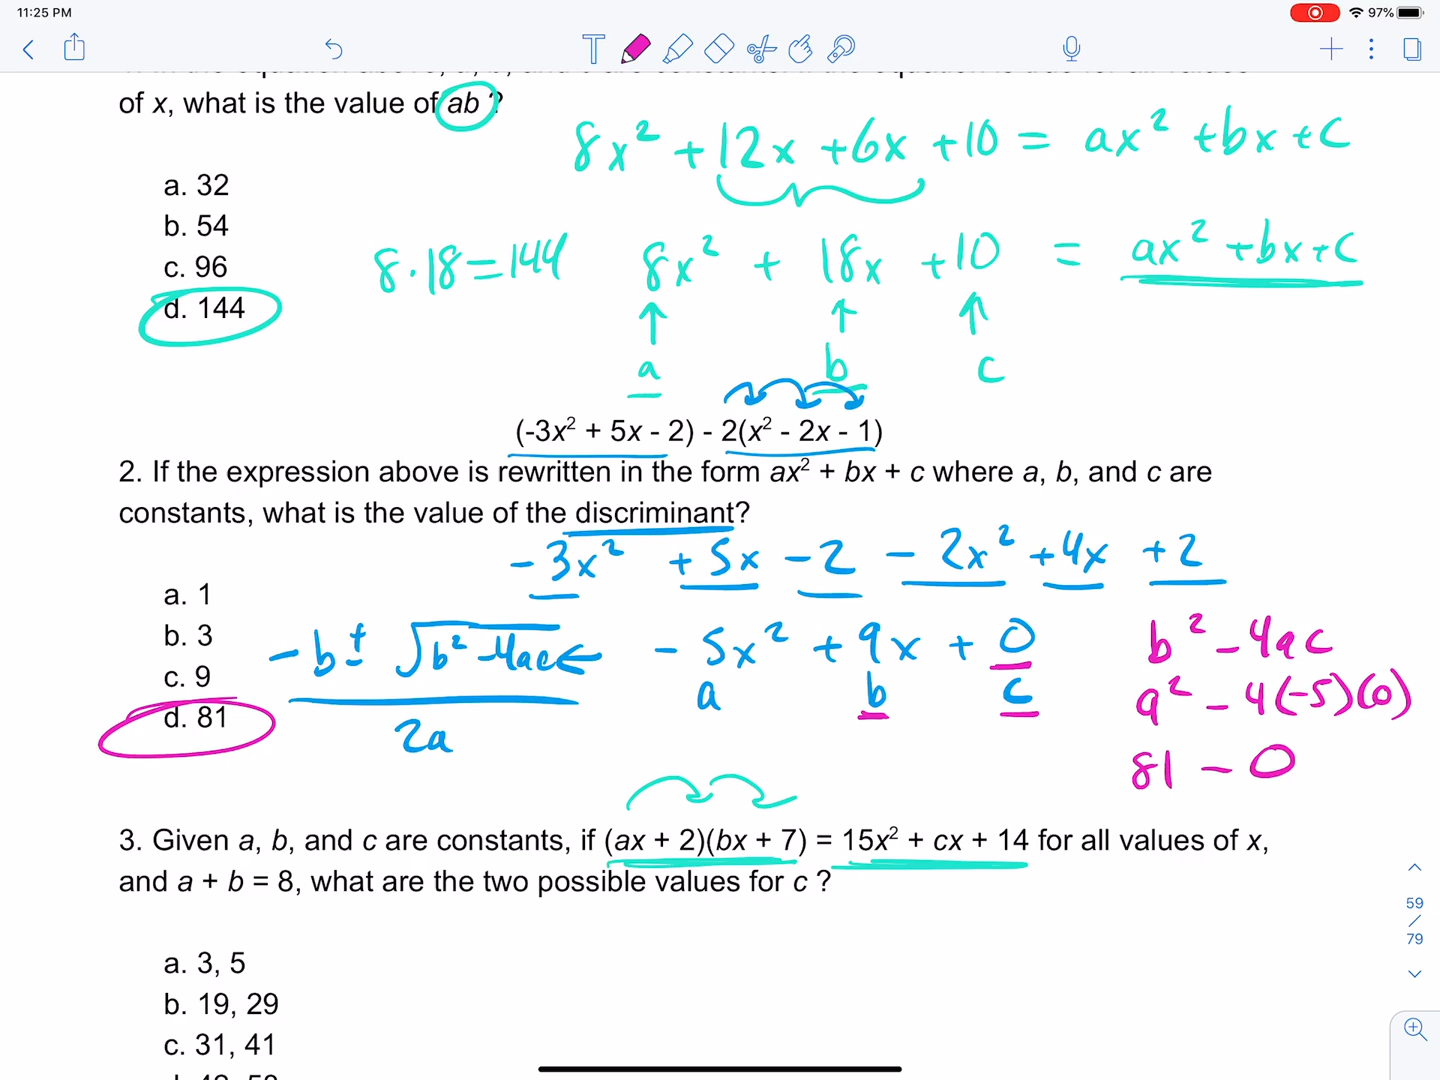 11:25 PM
97%
of x, what is the value of ab ?
8x² + 12x + 6x + 10 = ax² + bx + c
a. 32
b. 54
c. 96
d. 144
8 · 18 = 144
8x² + 18x + 10 = ax² + bx + c
a b c
(-3x² + 5x - 2) - 2(x² - 2x - 1)
2. If the expression above is rewritten in the form ax² + bx + c where a, b, and c are
constants, what is the value of the discriminant?
-3x² + 5x - 2 - 2x² + 4x + 2
a. 1
b. 3
c. 9
d. 81
-b ± √b² - 4ac ←
2a
-5x² + 9x + 0
a b c
b² - 4ac
9² - 4(-5)(0)
81 - 0
3. Given a, b, and c are constants, if (ax + 2)(bx + 7) = 15x² + cx + 14 for all values of x,
and a + b = 8, what are the two possible values for c ?
a. 3, 5
b. 19, 29
c. 31, 41
59
/
79